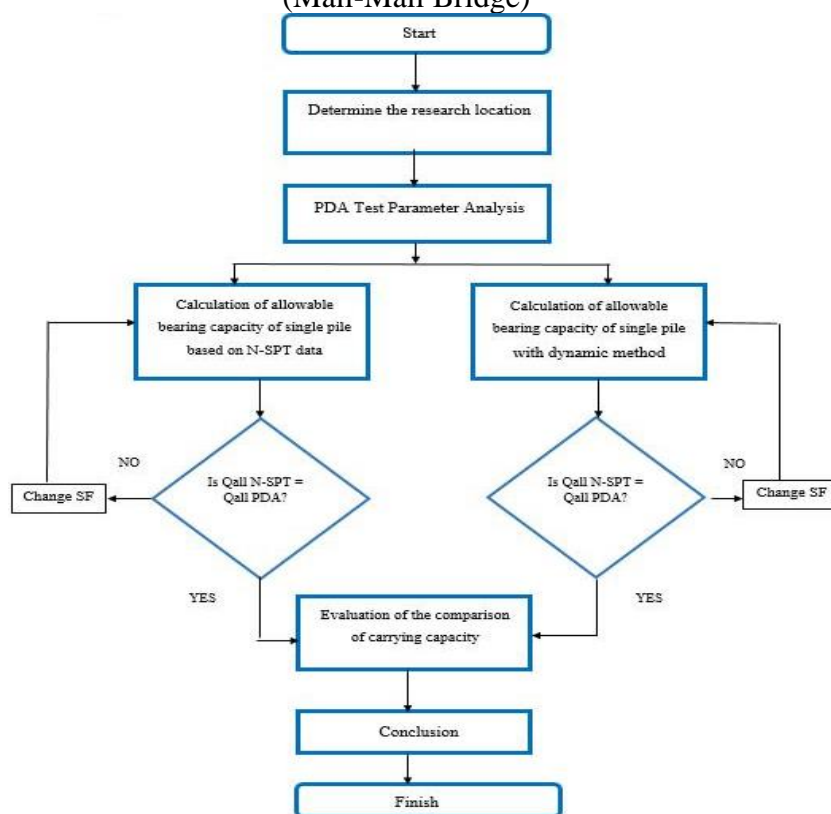 (Mali-Mali Bridge)
Start
Determine the research location
PDA Test Parameter Analysis
Calculation of allowable
bearing capacity of single pile
based on N-SPT data
Calculation of allowable
bearing capacity of single pile
with dynamic method
NO
Is Qall N-SPT =
Qall PDA?
Change SF
Is Qall N-SPT =
Qall PDA?
NO
Change SF
YES
YES
Evaluation of the comparison
of carrying capacity
Conclusion
Finish